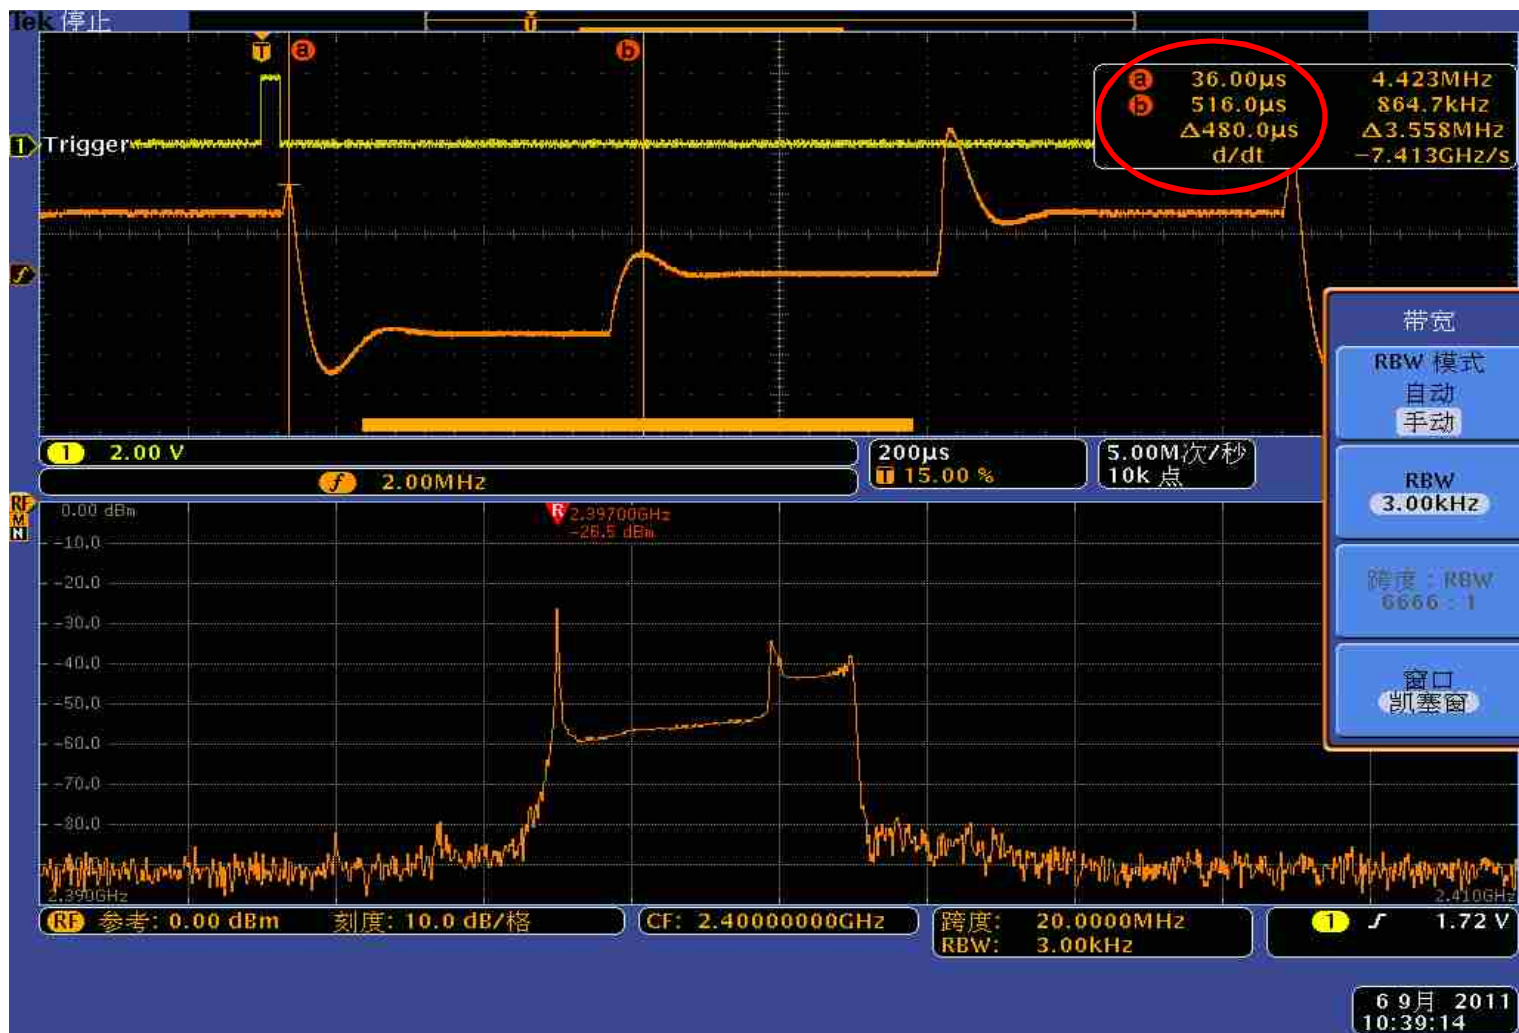 Tek 停止
T
T
a
b
a 36.00µs 4.423MHz
b 516.0µs 864.7kHz
Δ480.0µs Δ3.558MHz
d/dt -7.413GHz/s
1 Trigger
f
带宽
RBW 模式
自动
手动
RBW
3.00kHz
跨度 : RBW
6666 : 1
窗口
凯塞窗
1 2.00 V
f 2.00MHz
200µs
T 15.00 %
5.00M次/秒
10k 点
RF
M
N
0.00 dBm
R 2.39700GHz
-26.5 dBm
-10.0
-20.0
-30.0
-40.0
-50.0
-60.0
-70.0
-80.0
2.390GHz
2.410GHz
RF 参考: 0.00 dBm 刻度: 10.0 dB/格
CF: 2.40000000GHz
跨度: 20.0000MHz
RBW: 3.00kHz
1 1.72 V
6 9月 2011
10:39:14